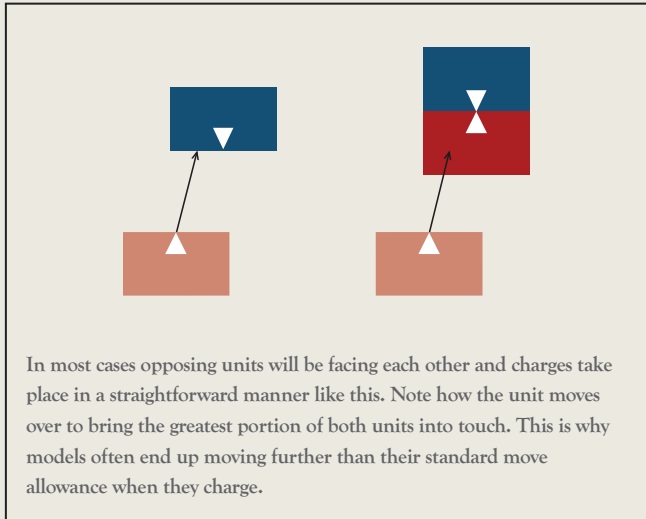 In most cases opposing units will be facing each other and charges take
place in a straightforward manner like this. Note how the unit moves
over to bring the greatest portion of both units into touch. This is why
models often end up moving further than their standard move
allowance when they charge.